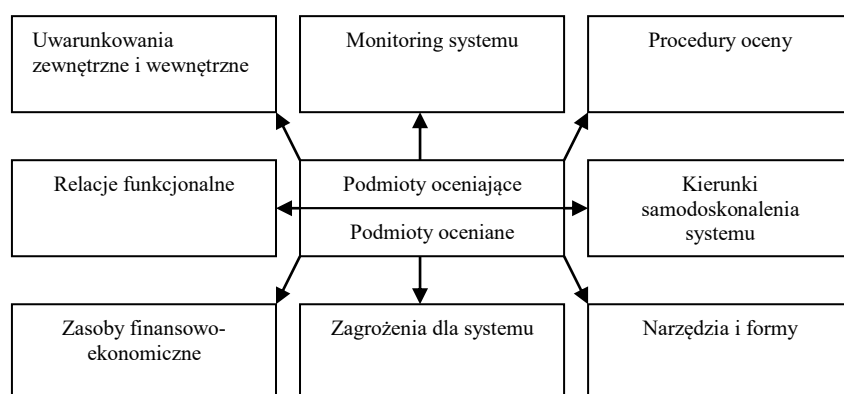 Uwarunkowania
zewnętrzne i wewnętrzne
Monitoring systemu
Procedury oceny
Relacje funkcjonalne
Podmioty oceniające
Podmioty oceniane
Kierunki
samodoskonalenia
systemu
Zasoby finansowo-
ekonomiczne
Zagrożenia dla systemu
Narzędzia i formy